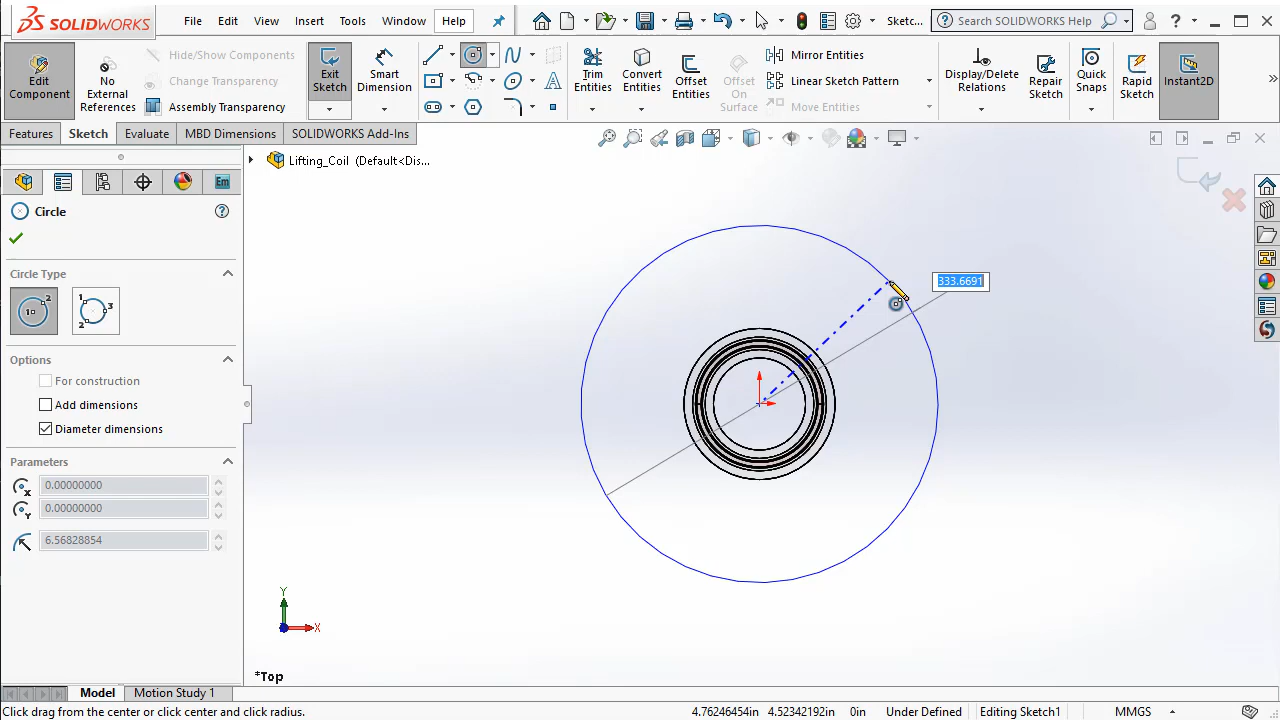 SOLIDWORKS
File Edit View Insert Tools Window Help
Sketc...
Search SOLIDWORKS Help
?
Edit Component
No External References
Hide/Show Components
Change Transparency
Assembly Transparency
Exit Sketch
Smart Dimension
Trim Entities
Convert Entities
Offset Entities
Offset On Surface
Mirror Entities
Linear Sketch Pattern
Move Entities
Display/Delete Relations
Repair Sketch
Quick Snaps
Rapid Sketch
Instant2D
Features Sketch Evaluate MBD Dimensions SOLIDWORKS Add-Ins
Lifting_Coil (Default<Dis...
Em
Circle
?
Circle Type
2
1 3 2
Options
For construction
Add dimensions
Diameter dimensions
Parameters
X 0.00000000
Y 0.00000000
6.56828854
333.6691
Y
X
*Top
Model Motion Study 1
Click drag from the center or click center and click radius.
4.76246454in 4.52342192in 0in Under Defined Editing Sketch1 MMGS